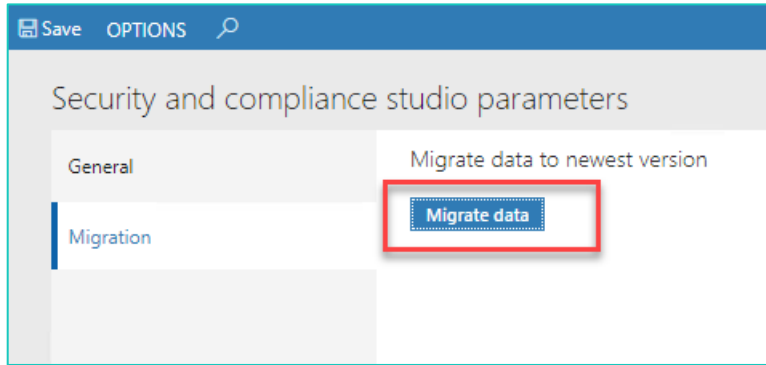 Save OPTIONS
Security and compliance studio parameters
General
Migration
Migrate data to newest version
Migrate data